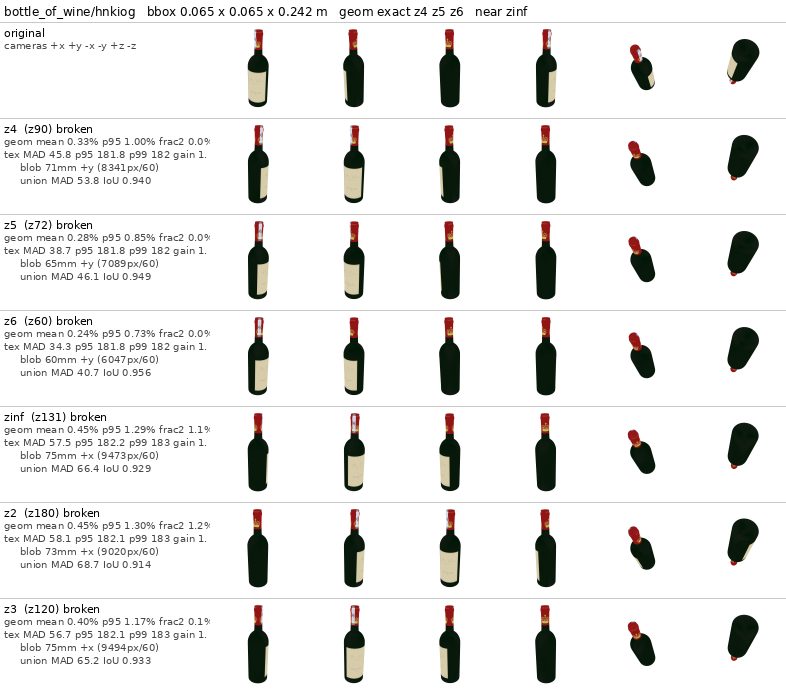 bottle_of_wine/hnkiog bbox 0.065 x 0.065 x 0.242 m geom exact z4 z5 z6 near zinf
original
cameras +x +y -x -y +z -z
z4 (z90) broken
geom mean 0.33% p95 1.00% frac2 0.0%
tex MAD 45.8 p95 181.8 p99 182 gain 1.
blob 71mm +y (8341px/60)
union MAD 53.8 IoU 0.940
z5 (z72) broken
geom mean 0.28% p95 0.85% frac2 0.0%
tex MAD 38.7 p95 181.8 p99 182 gain 1.
blob 65mm +y (7089px/60)
union MAD 46.1 IoU 0.949
z6 (z60) broken
geom mean 0.24% p95 0.73% frac2 0.0%
tex MAD 34.3 p95 181.8 p99 182 gain 1.
blob 60mm +y (6047px/60)
union MAD 40.7 IoU 0.956
zinf (z131) broken
geom mean 0.45% p95 1.29% frac2 1.1%
tex MAD 57.5 p95 182.2 p99 183 gain 1.
blob 75mm +x (9473px/60)
union MAD 66.4 IoU 0.929
z2 (z180) broken
geom mean 0.45% p95 1.30% frac2 1.2%
tex MAD 58.1 p95 182.1 p99 183 gain 1.
blob 73mm +x (9020px/60)
union MAD 68.7 IoU 0.914
z3 (z120) broken
geom mean 0.40% p95 1.17% frac2 0.1%
tex MAD 56.7 p95 182.1 p99 183 gain 1.
blob 75mm +x (9494px/60)
union MAD 65.2 IoU 0.933